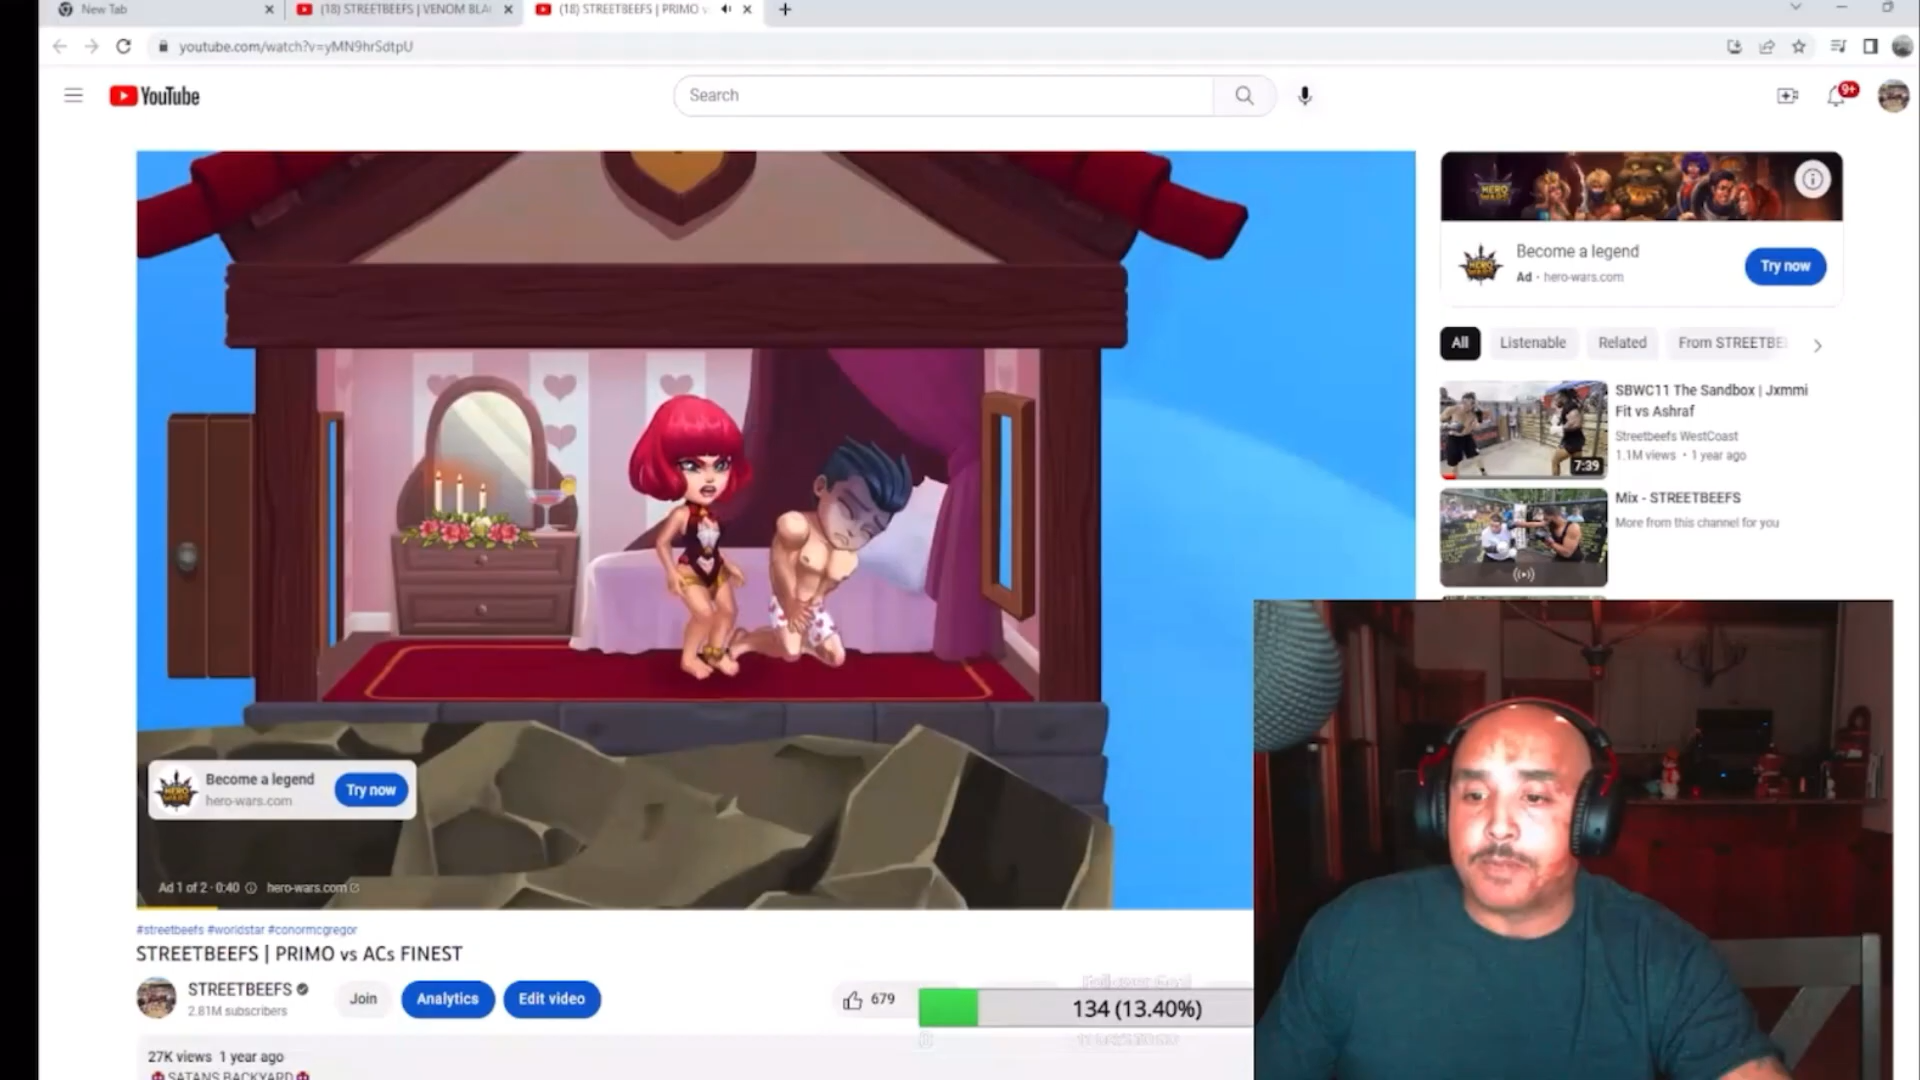 New Tab
(18) STREETBEEFS | VENOM BLA
(18) STREETBEEFS | PRIMO v
youtube.com/watch?v=yMN9hrSdtpU
YouTube
Search
9+
HERO WARS
Become a legend
Ad · hero-wars.com
Try now
All
Listenable
Related
From STREETBE
SBWC11 The Sandbox | Jxmmi
Fit vs Ashraf
Streetbeefs WestCoast
1.1M views • 1 year ago
7:39
Mix - STREETBEEFS
More from this channel for you
Become a legend
hero-wars.com
Try now
Ad 1 of 2 · 0:40
hero-wars.com
#streetbeefs #worldstar #conormcgregor
STREETBEEFS | PRIMO vs ACs FINEST
STREETBEEFS
2.81M subscribers
Join
Analytics
Edit video
679
Follower Goal
134 (13.40%)
27K views 1 year ago
SATANS BACKYARD